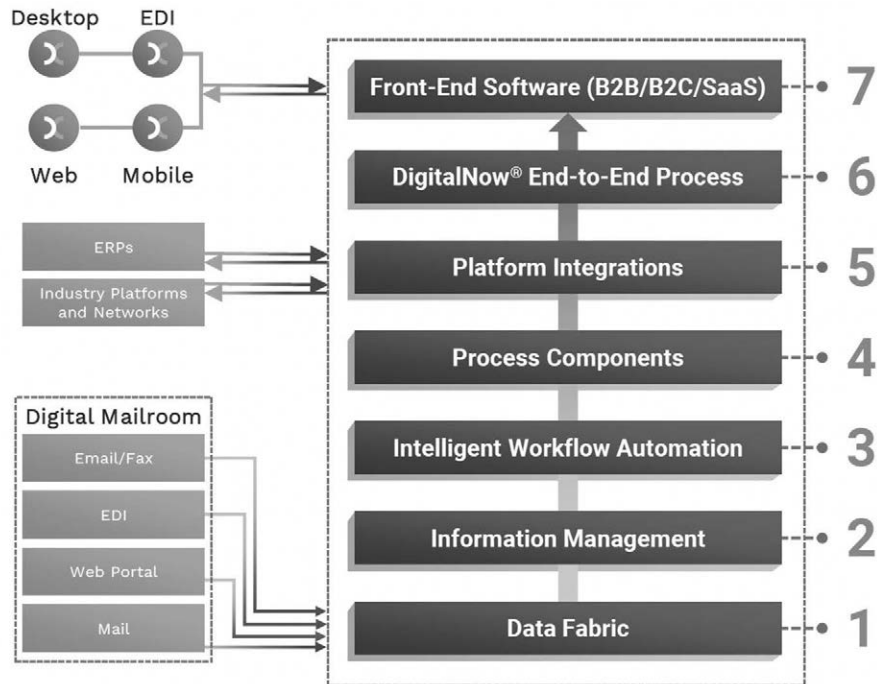 Desktop EDI
Web Mobile
ERPs
Industry Platforms
and Networks
Digital Mailroom
Email/Fax
EDI
Web Portal
Mail
Front-End Software (B2B/B2C/SaaS) 7
DigitalNow® End-to-End Process 6
Platform Integrations 5
Process Components 4
Intelligent Workflow Automation 3
Information Management 2
Data Fabric 1